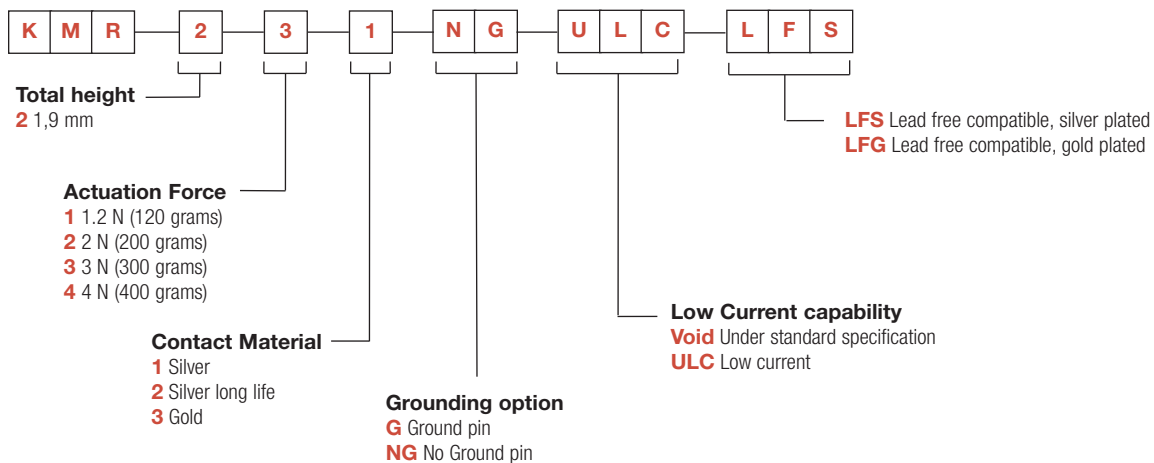 K M R 2 3 1 N G U L C L F S
Total height
2 1,9 mm
LFS Lead free compatible, silver plated
LFG Lead free compatible, gold plated
Actuation Force
1 1.2 N (120 grams)
2 2 N (200 grams)
3 3 N (300 grams)
4 4 N (400 grams)
Low Current capability
Void Under standard specification
ULC Low current
Contact Material
1 Silver
2 Silver long life
3 Gold
Grounding option
G Ground pin
NG No Ground pin